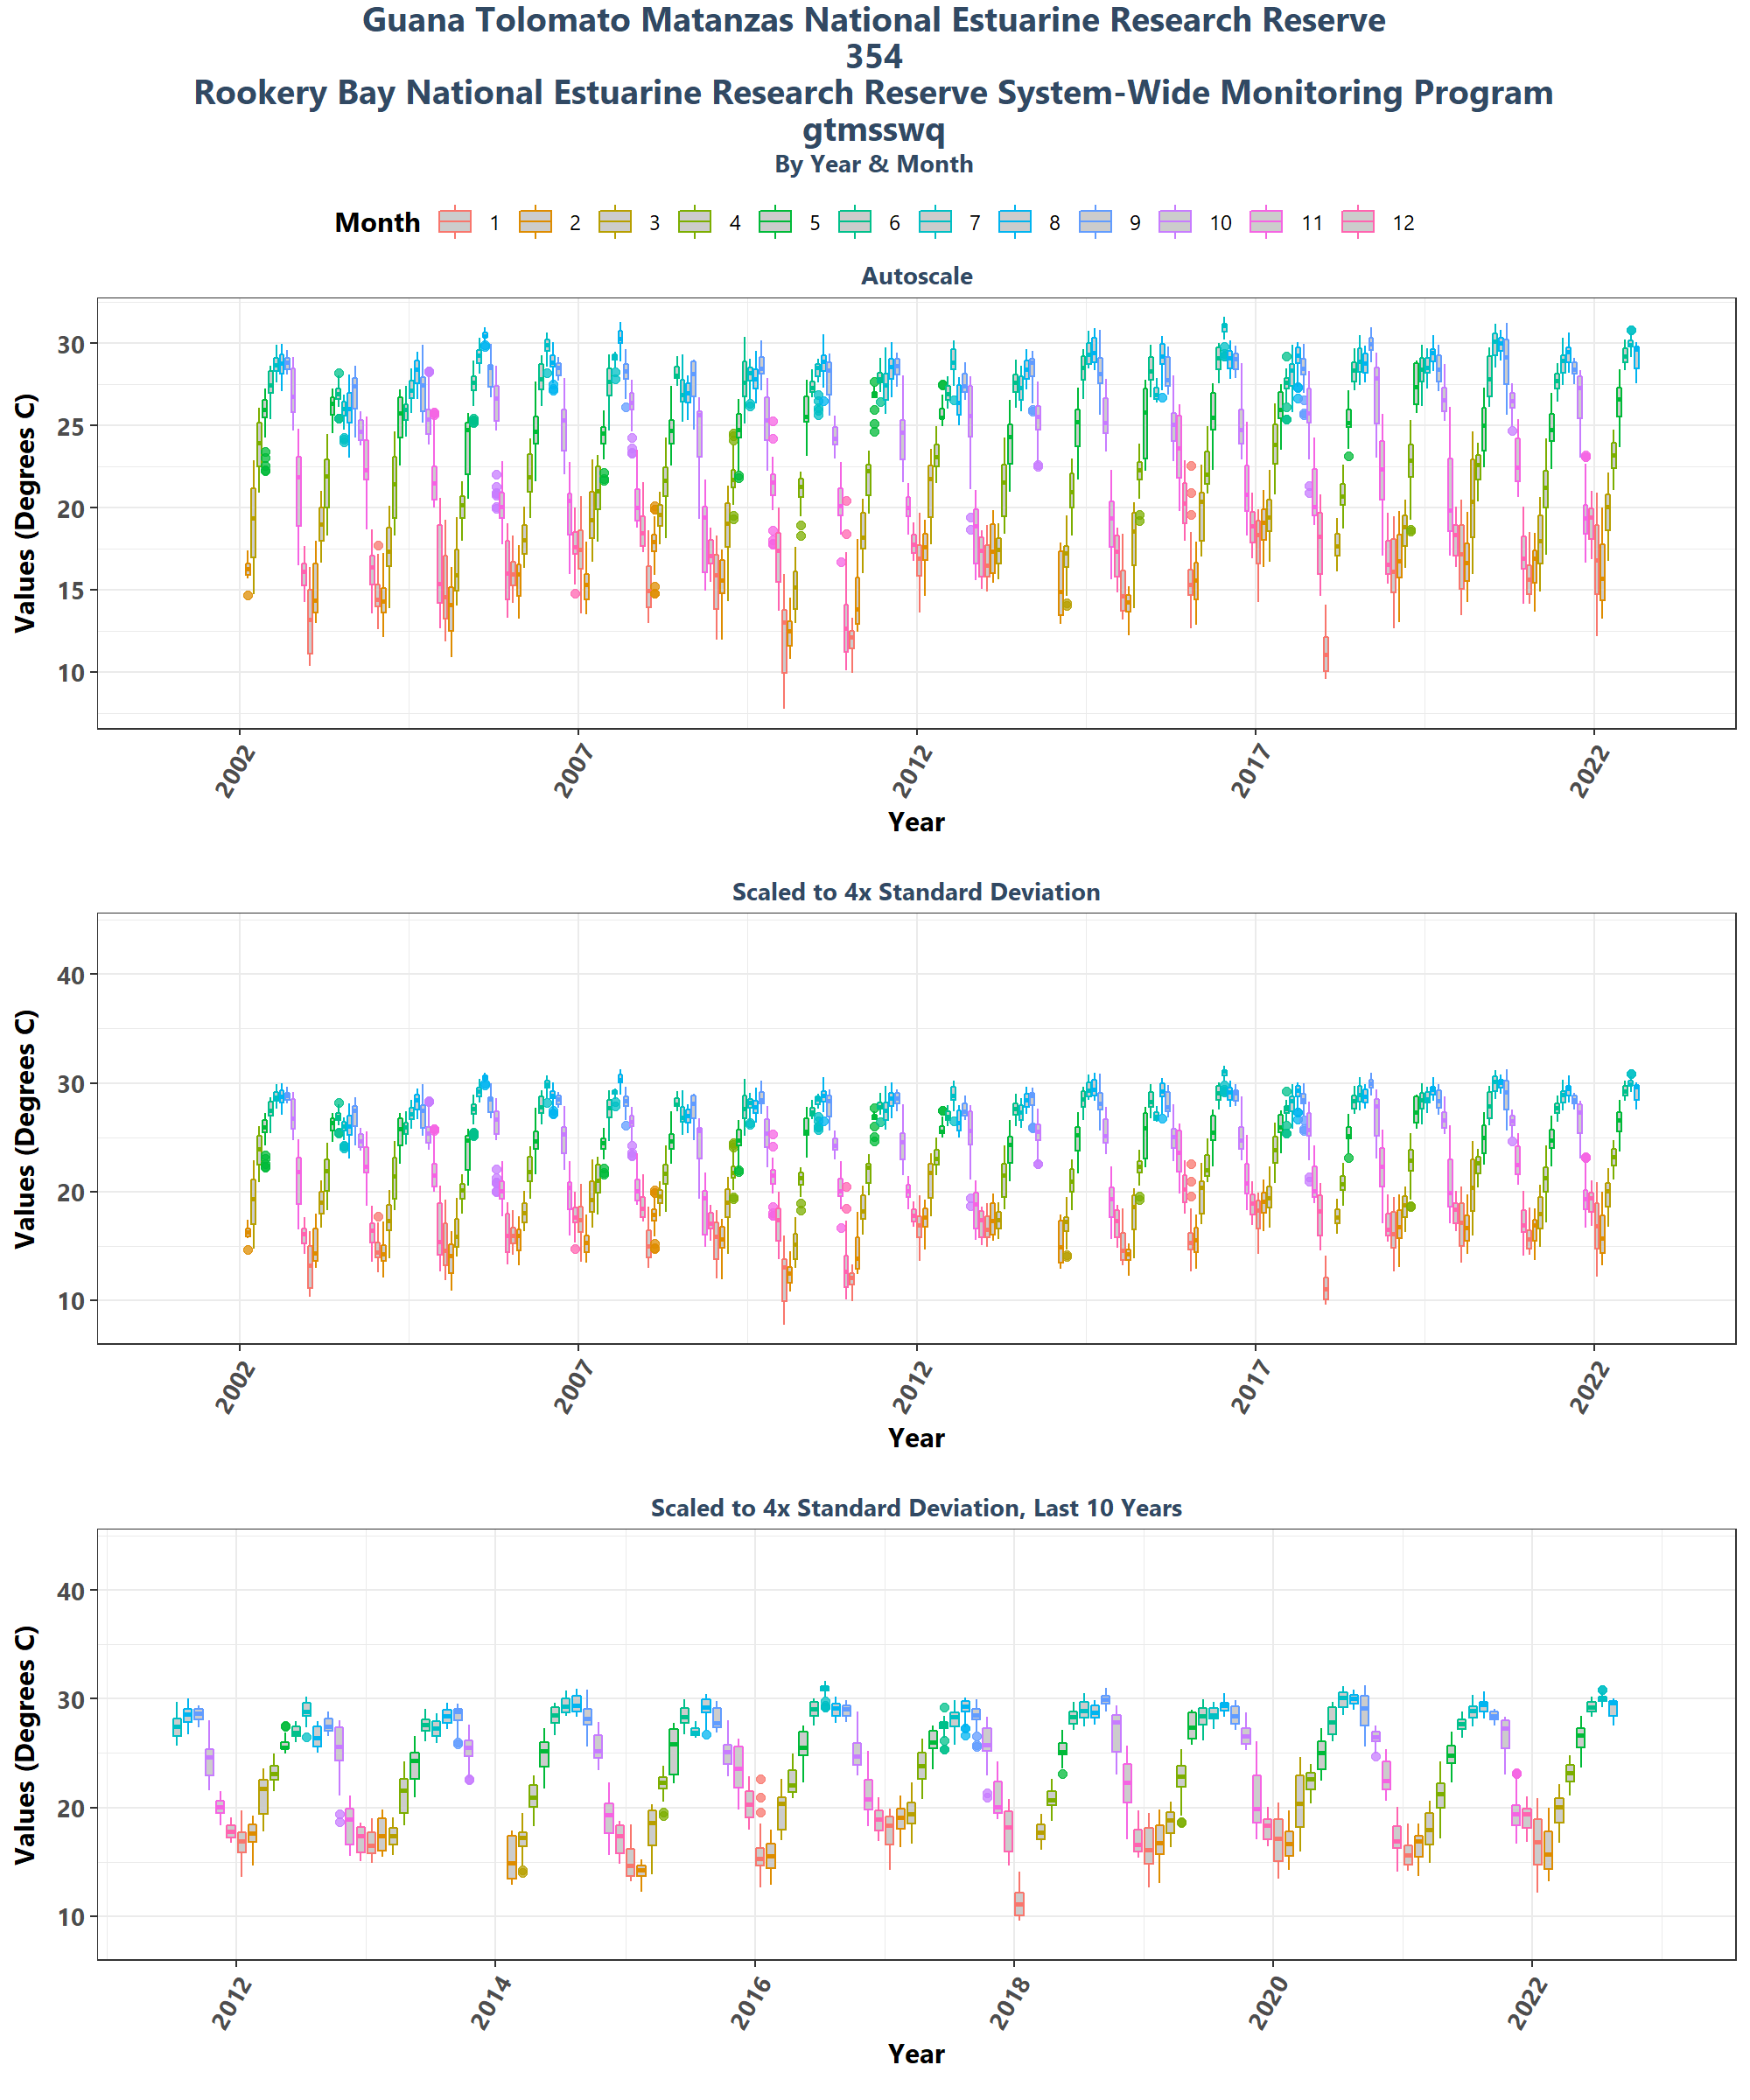 Guana Tolomato Matanzas National Estuarine Research Reserve
354
Rookery Bay National Estuarine Research Reserve System-Wide Monitoring Program
gtmsswq
By Year & Month
Month 1 2 3 4 5 6 7 8 9 10 11 12
Autoscale
Values (Degrees C)
30
25
20
15
10
2002 2007 2012 2017 2022
Year
Scaled to 4x Standard Deviation
Values (Degrees C)
40
30
20
10
2002 2007 2012 2017 2022
Year
Scaled to 4x Standard Deviation, Last 10 Years
Values (Degrees C)
40
30
20
10
2012 2014 2016 2018 2020 2022
Year